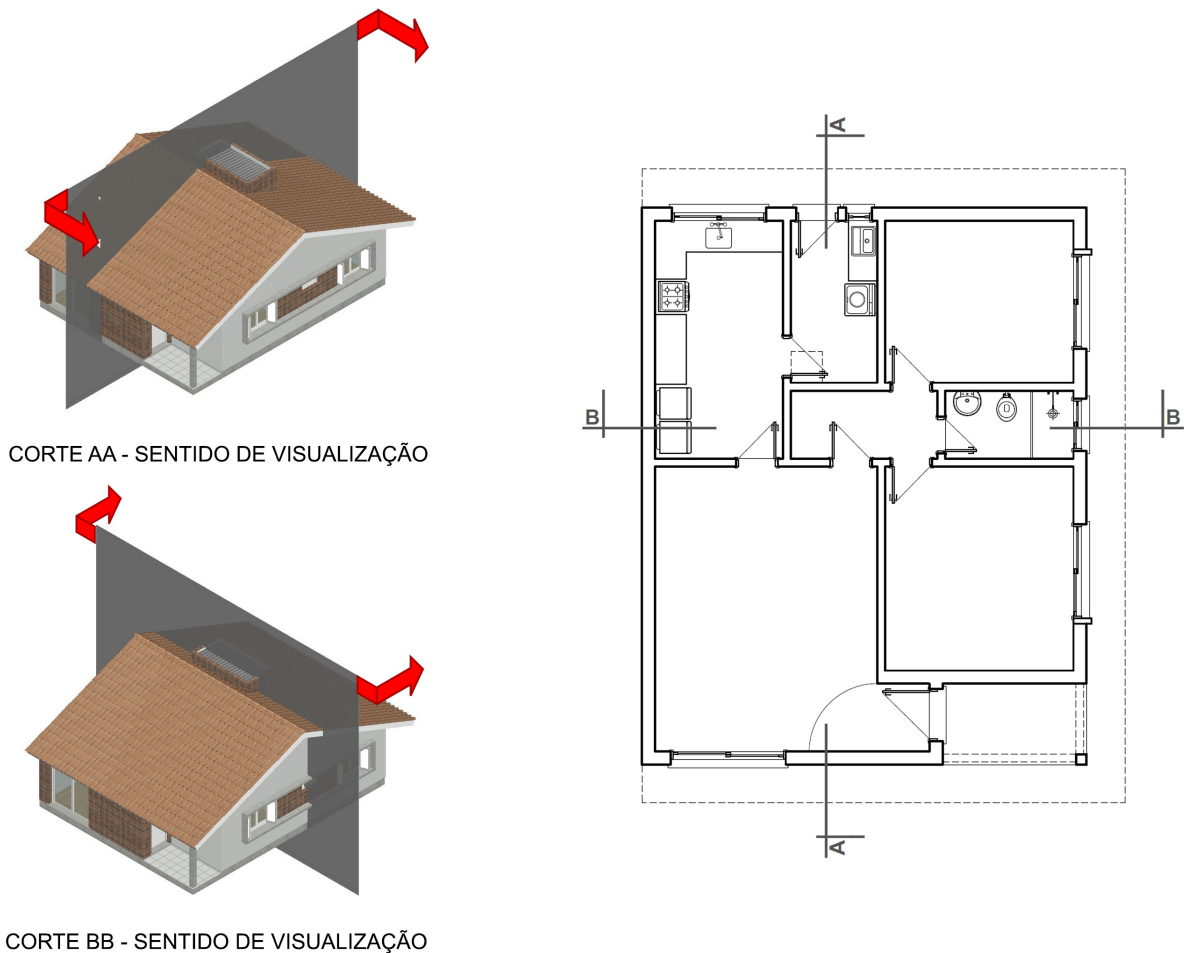 CORTE AA - SENTIDO DE VISUALIZAÇÃO
CORTE BB - SENTIDO DE VISUALIZAÇÃO
A
B
B
A